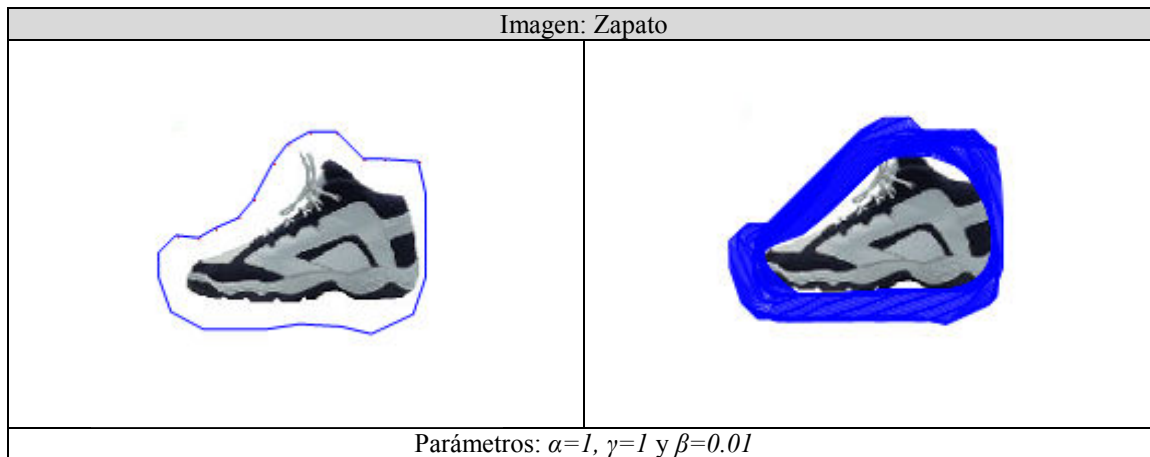 Imagen: Zapato
Parámetros: α=1, γ=1 y β=0.01